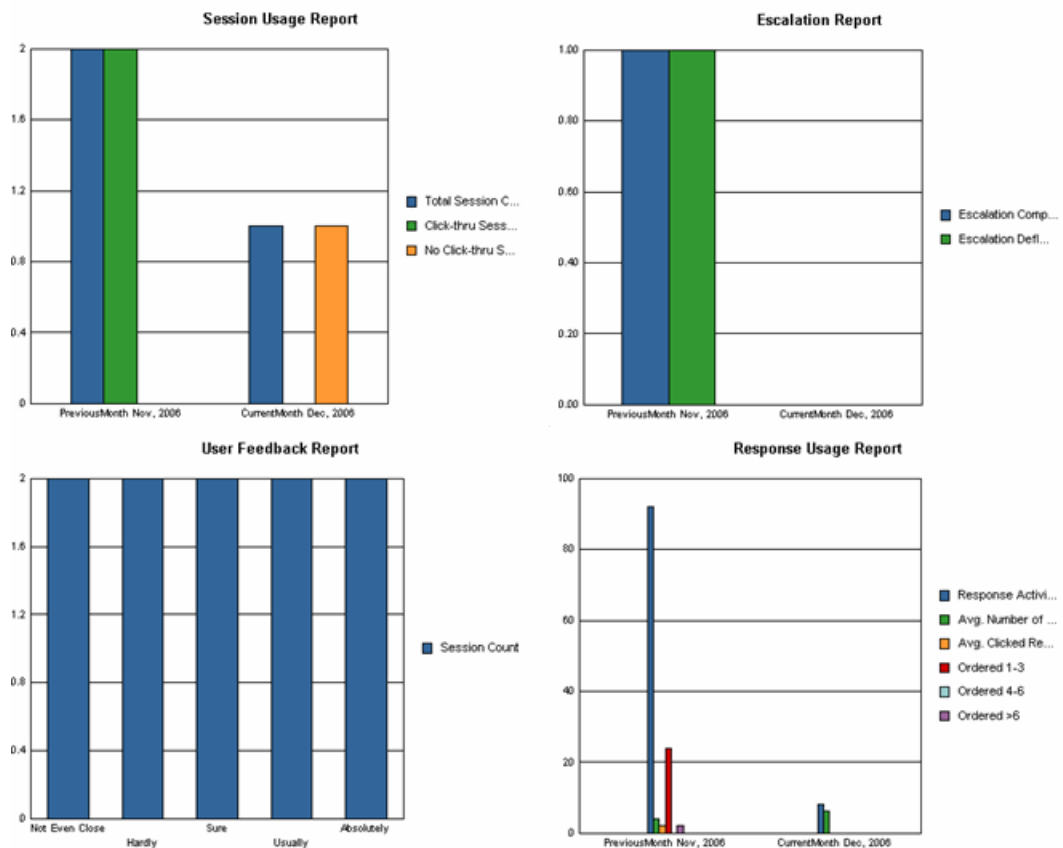 Session Usage Report
2
1.6
1.2
0.8
0.4
0
PreviousMonth Nov, 2006
CurrentMonth Dec, 2006
Total Session C...
Click-thru Sess...
No Click-thru S...
Escalation Report
1.00
0.80
0.60
0.40
0.20
0.00
PreviousMonth Nov, 2006
CurrentMonth Dec, 2006
Escalation Comp...
Escalation Defl...
User Feedback Report
2
1.6
1.2
0.8
0.4
0
Not Even Close
Hardly
Sure
Usually
Absolutely
Session Count
Response Usage Report
100
80
60
40
20
0
PreviousMonth Nov, 2006
CurrentMonth Dec, 2006
Response Activi...
Avg. Number of ...
Avg. Clicked Re...
Ordered 1-3
Ordered 4-6
Ordered >6